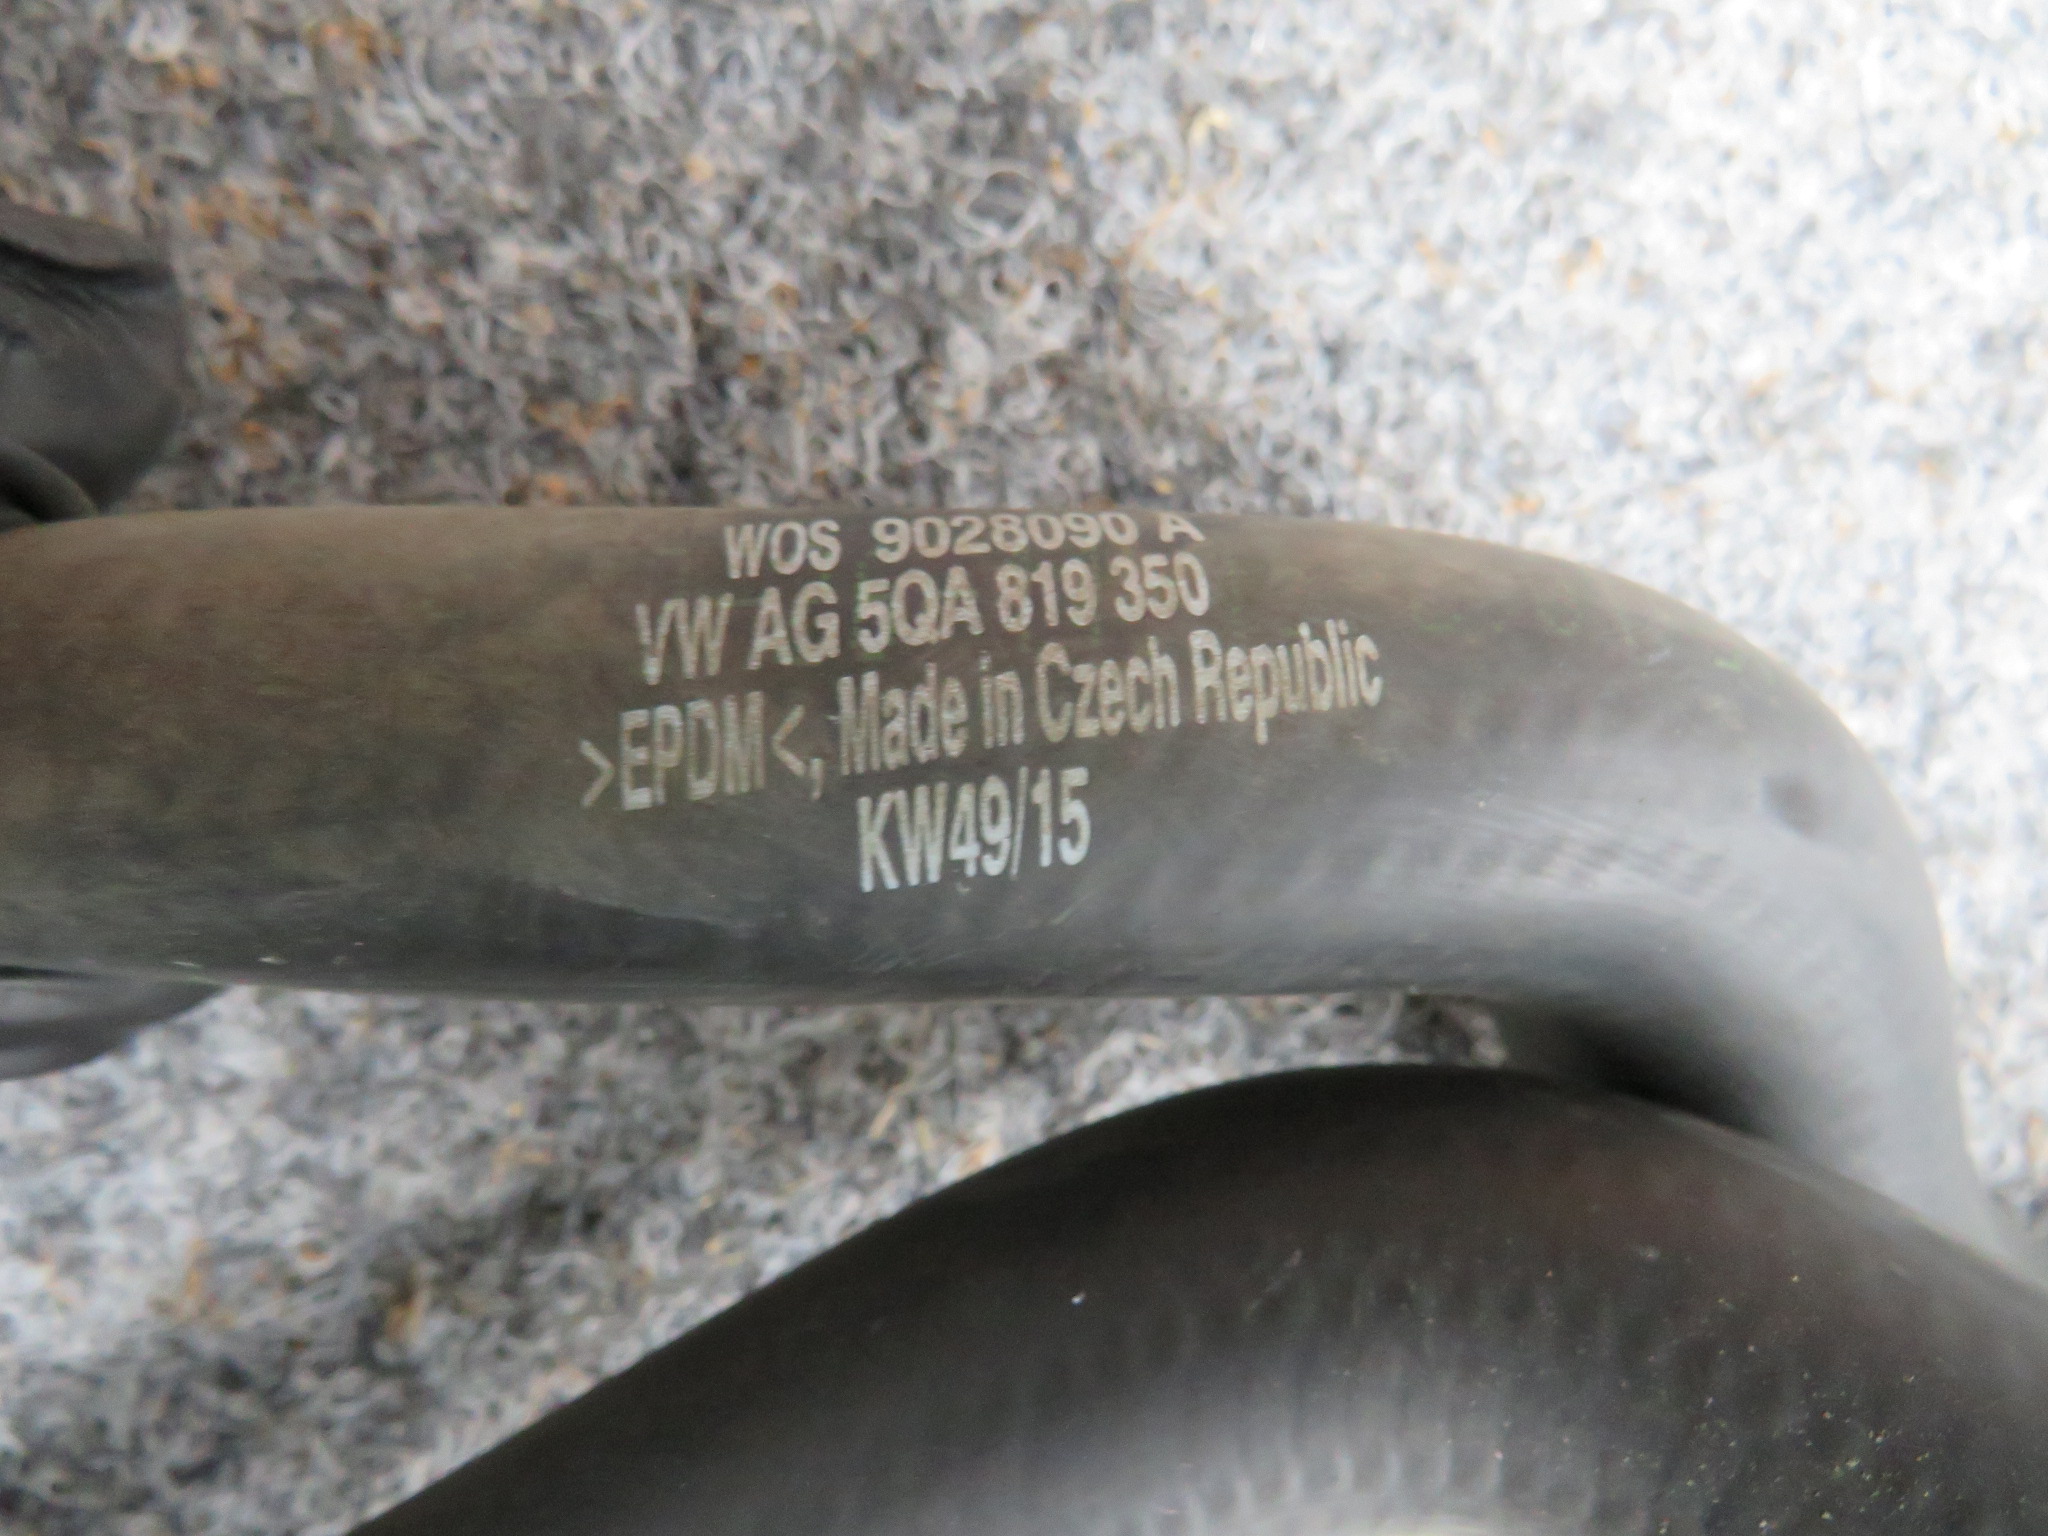 WOS 9028090 A
VW AG 5QA 819 350
>EPDM<, Made in Czech Republic
KW49/15